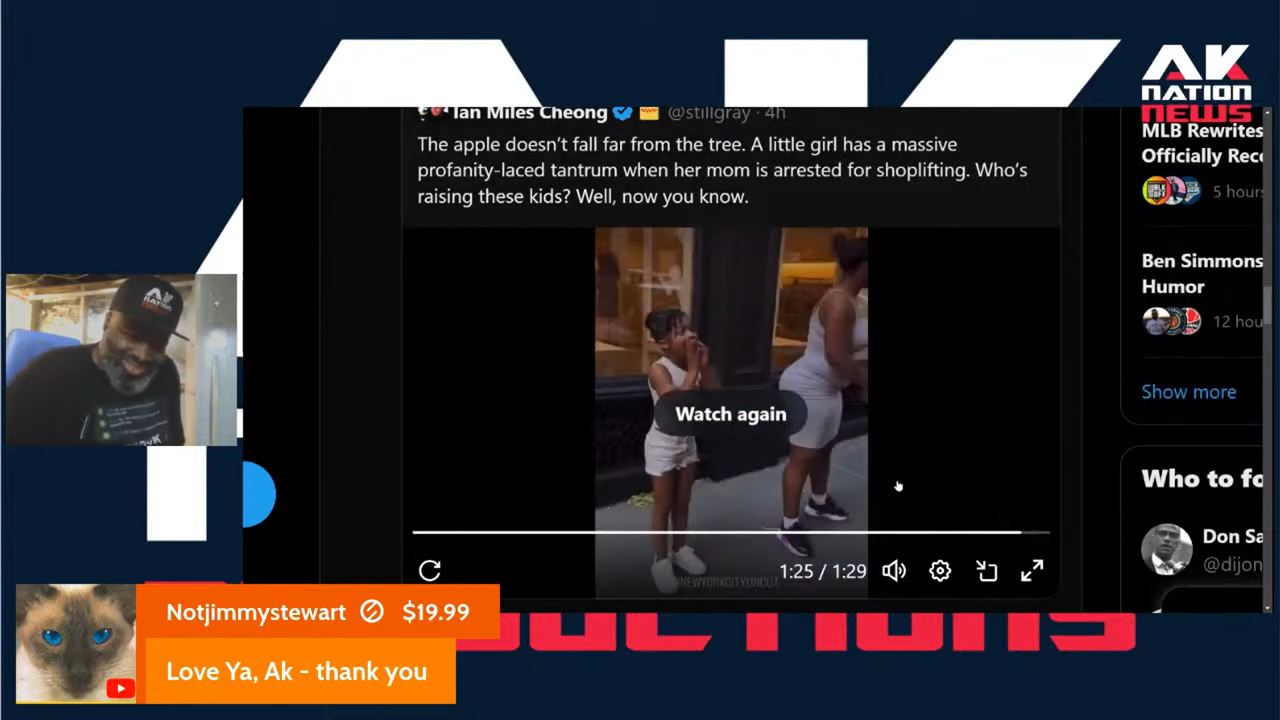 AK
NATION
NEWS
Ian Miles Cheong @stillgray · 4h
The apple doesn't fall far from the tree. A little girl has a massive
profanity-laced tantrum when her mom is arrested for shoplifting. Who's
raising these kids? Well, now you know.
MLB Rewrites
Officially Rec
5 hours
Ben Simmons
Humor
12 hou
Show more
Who to fo
Don Sa
@dijon
AK
NATION
Watch again
1:25 / 1:29
@NEWYORKCITYUNCUT
Notjimmystewart $19.99
Love Ya, Ak - thank you